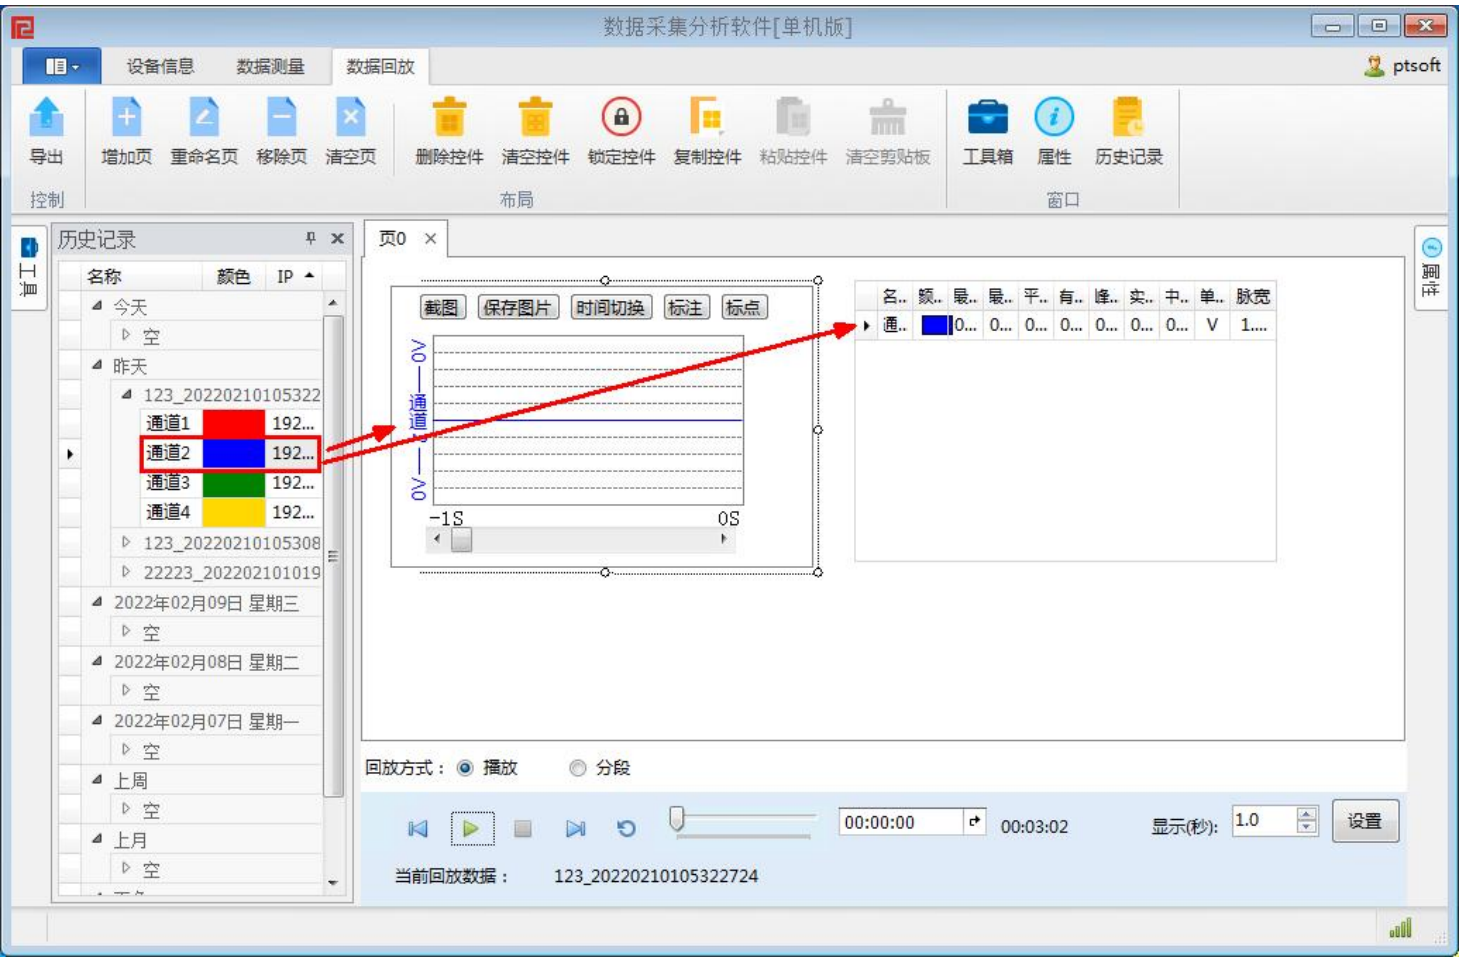 数据采集分析软件[单机版]
设备信息 数据测量 数据回放 ptsoft
导出 增加页 重命名页 移除页 清空页 删除控件 清空控件 锁定控件 复制控件 粘贴控件 清空剪贴板 工具箱 属性 历史记录
控制 布局 窗口
工具
历史记录
名称 颜色 IP
今天
空
昨天
123_20220210105322
通道1 192...
通道2 192...
通道3 192...
通道4 192...
123_20220210105308
22223_202202101019
2022年02月09日 星期三
空
2022年02月08日 星期二
空
2022年02月07日 星期一
空
上周
空
上月
空
页0
截图 保存图片 时间切换 标注 标点
0V
通道
0V
-1S 0S
名.. 颜.. 最.. 最.. 平.. 有.. 峰.. 实.. 中.. 单.. 脉宽
通.. 0... 0... 0... 0... 0... 0... 0... V 1....
属性
回放方式： 播放 分段
00:00:00 00:03:02 显示(秒): 1.0 设置
当前回放数据： 123_20220210105322724